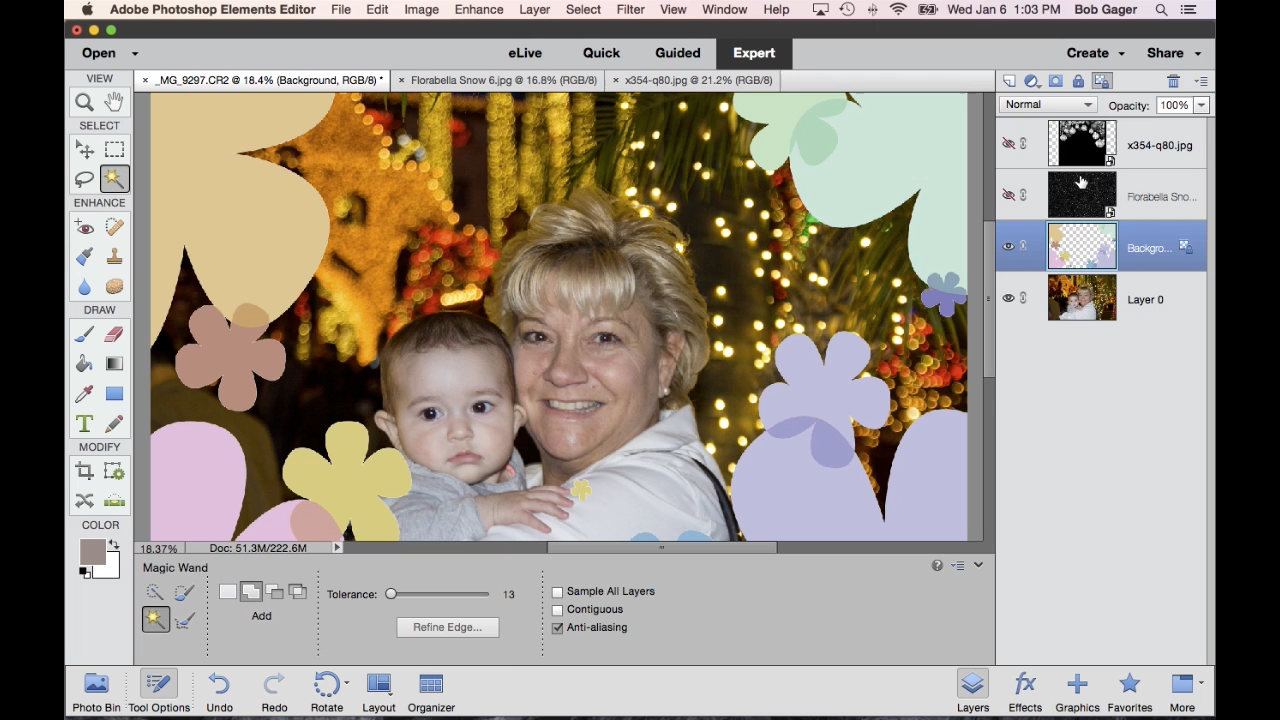 Adobe Photoshop Elements Editor File Edit Image Enhance Layer Select Filter View Window Help Wed Jan 6 1:03 PM Bob Gager
Open eLive Quick Guided Expert Create Share
VIEW × _MG_9297.CR2 @ 18.4% (Background, RGB/8) * × Florabella Snow 6.jpg @ 16.8% (RGB/8) × x354-q80.jpg @ 21.2% (RGB/8)
Normal Opacity: 100%
SELECT
x354-q80.jpg
Florabella Sno...
ENHANCE
Backgro...
Layer 0
DRAW
T
MODIFY
COLOR
18.37% Doc: 51.3M/222.6M
Magic Wand
Tolerance: 13
Add
Refine Edge...
Sample All Layers
Contiguous
Anti-aliasing
Photo Bin Tool Options Undo Redo Rotate Layout Organizer Layers Effects Graphics Favorites More